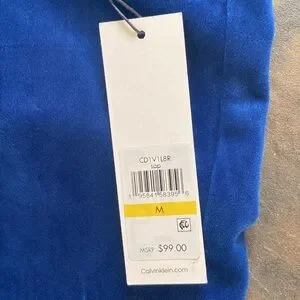 CD1V1L8R
M
MSRP $99.00
CalvinKlein.com